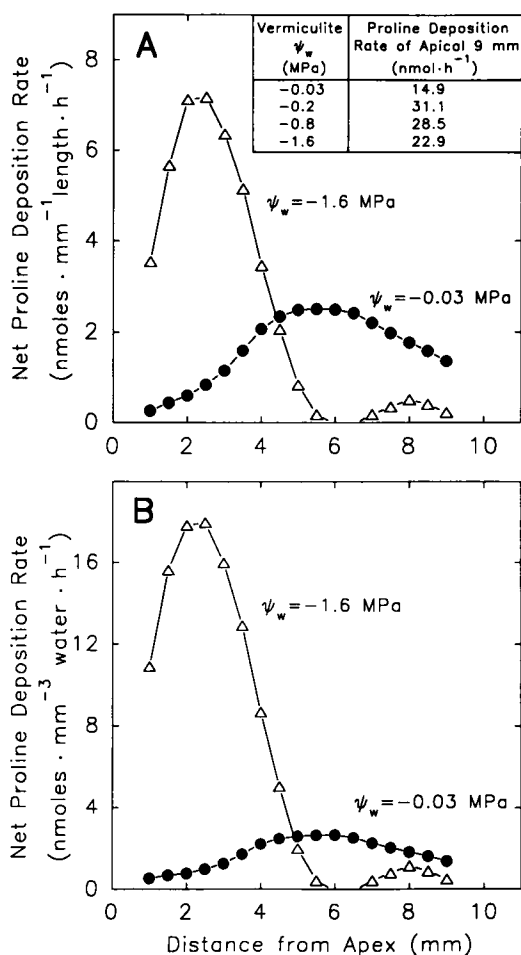 A
Vermiculite ψw (MPa) | Proline Deposition Rate of Apical 9 mm (nmol·h⁻¹)
−0.03 14.9
−0.2 31.1
−0.8 28.5
−1.6 22.9
Net Proline Deposition Rate
(nmoles · mm⁻¹ length · h⁻¹)
8
6
4
2
0
ψw=−1.6 MPa
ψw=−0.03 MPa
0 2 4 6 8 10
B
Net Proline Deposition Rate
(nmoles · mm⁻³ water · h⁻¹)
16
12
8
4
0
ψw=−1.6 MPa
ψw=−0.03 MPa
0 2 4 6 8 10
Distance from Apex (mm)